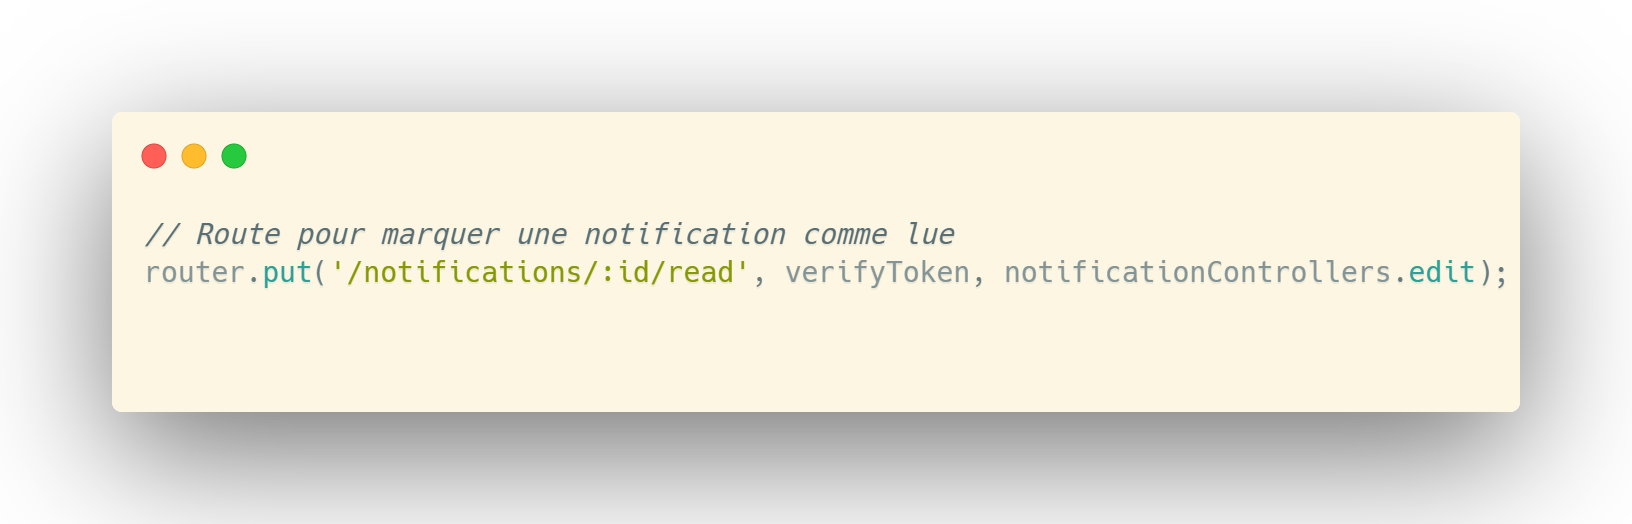 // Route pour marquer une notification comme lue
router.put('/notifications/:id/read', verifyToken, notificationControllers.edit);